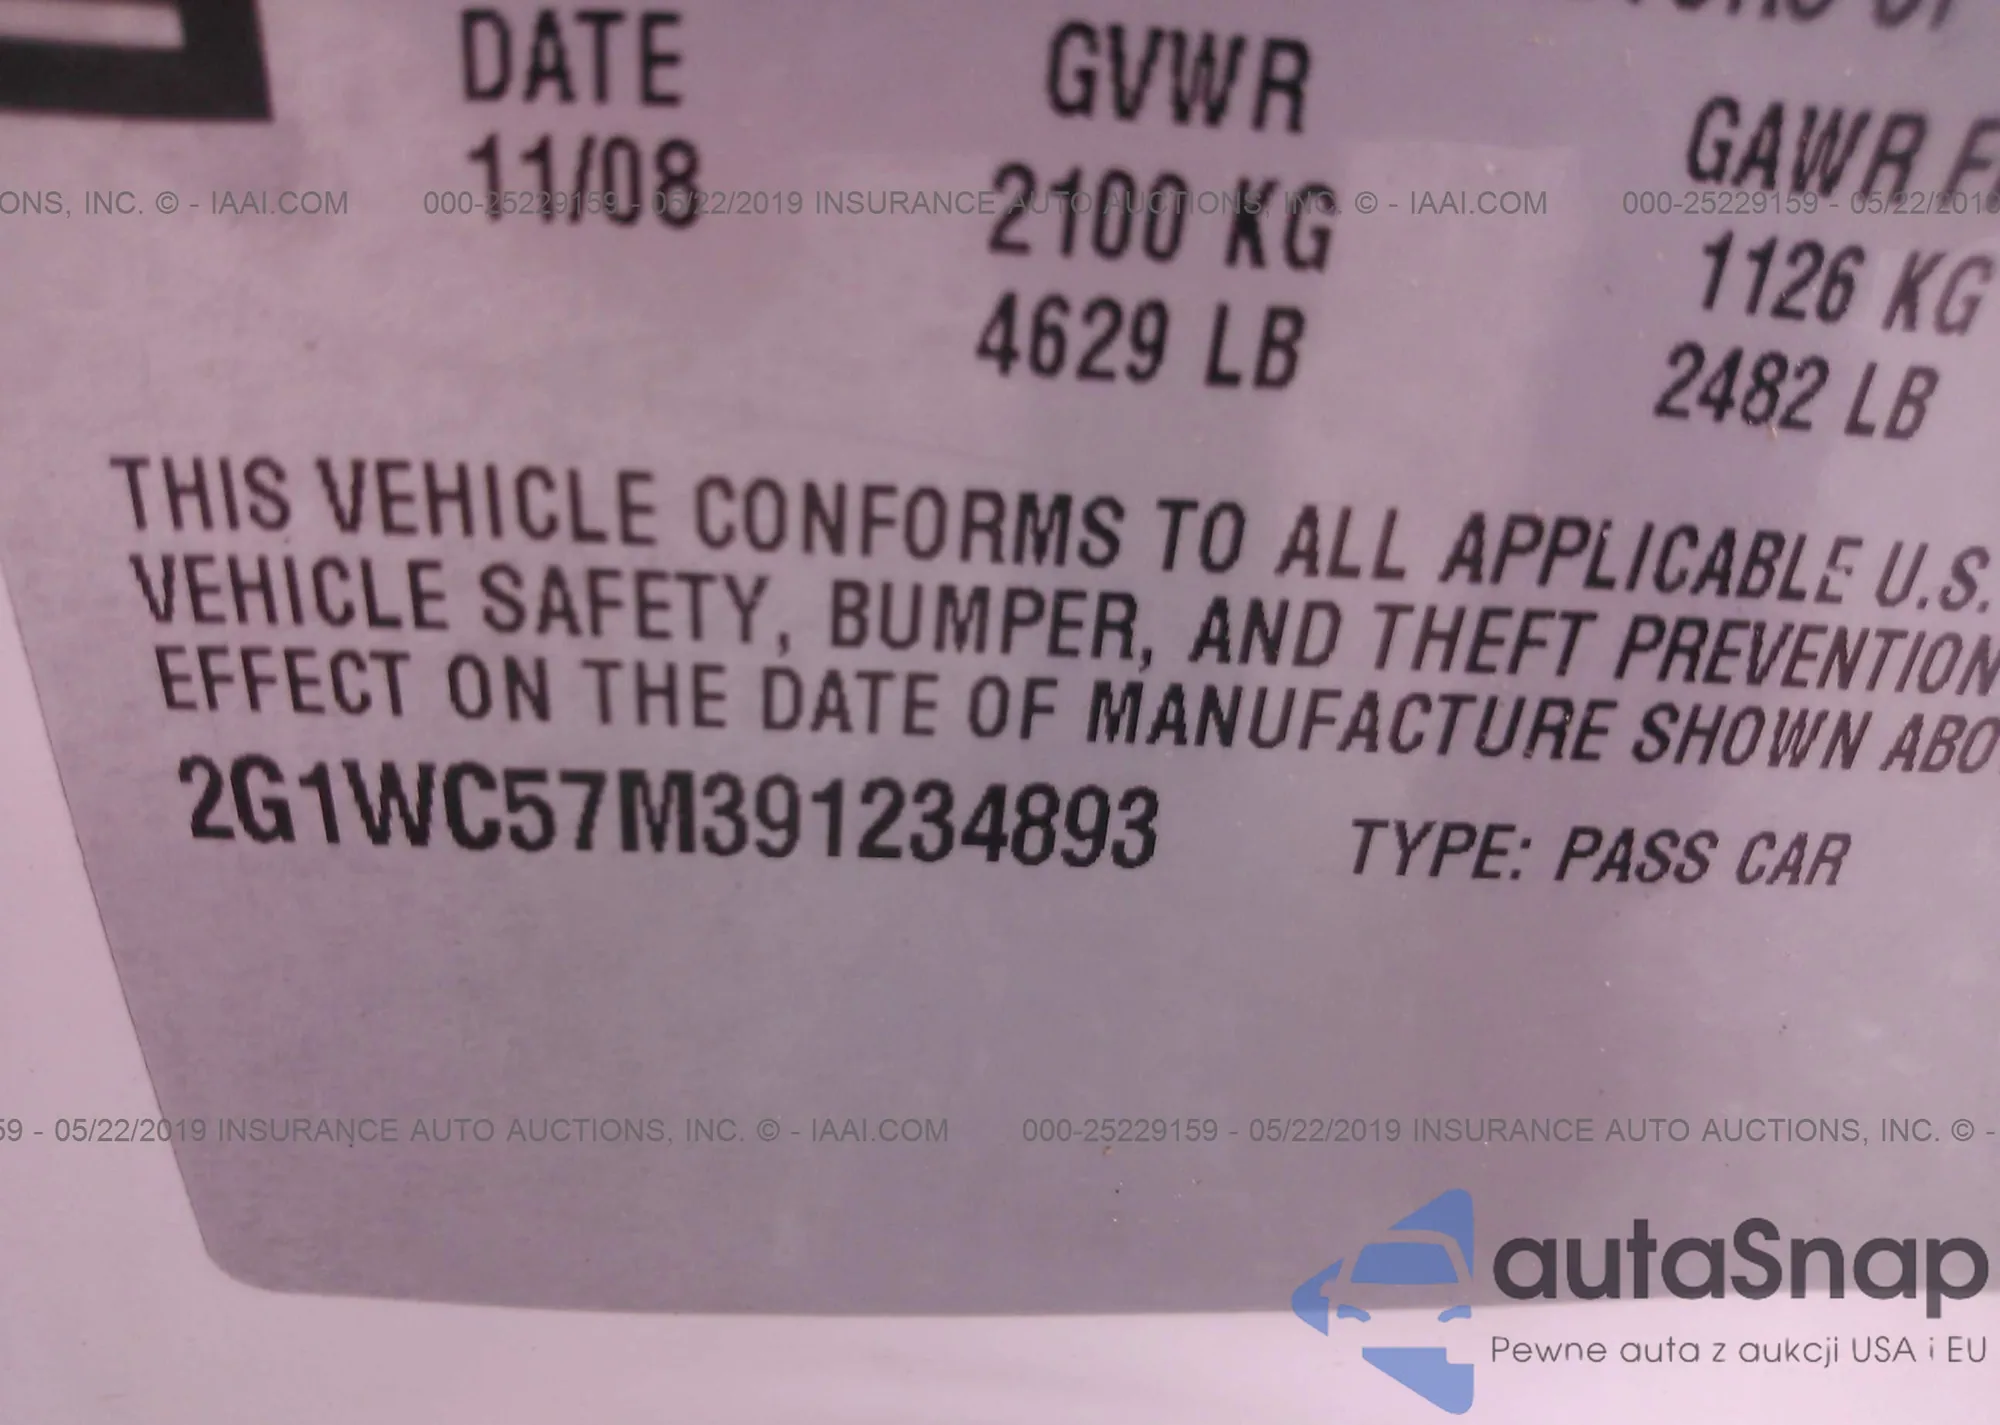 DATE GVWR GAWR
11/08 2100 KG 1126 KG
4629 LB 2482 LB
ONS, INC. © - IAAI.COM 000-25229159 - 05/22/2019 INSURANCE AUTO AUCTIONS, INC. © - IAAI.COM 000-25229159 - 05/22/2019
THIS VEHICLE CONFORMS TO ALL APPLICABLE U.S.
VEHICLE SAFETY, BUMPER, AND THEFT PREVENTION
EFFECT ON THE DATE OF MANUFACTURE SHOWN ABO
2G1WC57M391234893 TYPE: PASS CAR
59 - 05/22/2019 INSURANCE AUTO AUCTIONS, INC. © - IAAI.COM 000-25229159 - 05/22/2019 INSURANCE AUTO AUCTIONS, INC. © -
autaSnap
Pewne auta z aukcji USA i EU